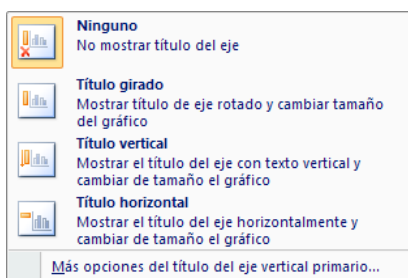 Ninguno
No mostrar título del eje
Título girado
Mostrar título de eje rotado y cambiar tamaño
del gráfico
Título vertical
Mostrar el título del eje con texto vertical y
cambiar de tamaño el gráfico
Título horizontal
Mostrar el título del eje horizontalmente y
cambiar de tamaño el gráfico
Más opciones del título del eje vertical primario...